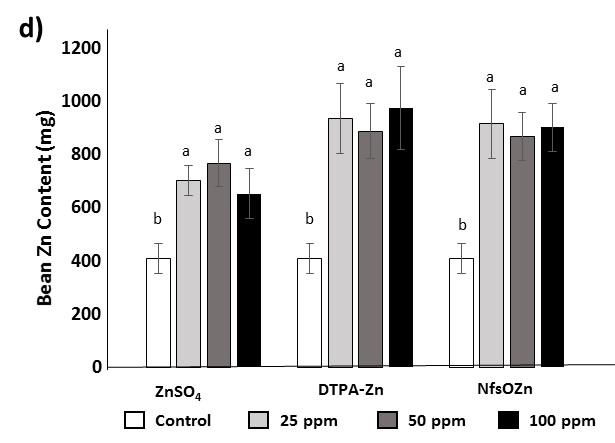 d)
Bean Zn Content (mg)
1200
1000
800
600
400
200
0
b a a a
b a a a
b a a a
ZnSO₄ DTPA-Zn NfsOZn
Control 25 ppm 50 ppm 100 ppm